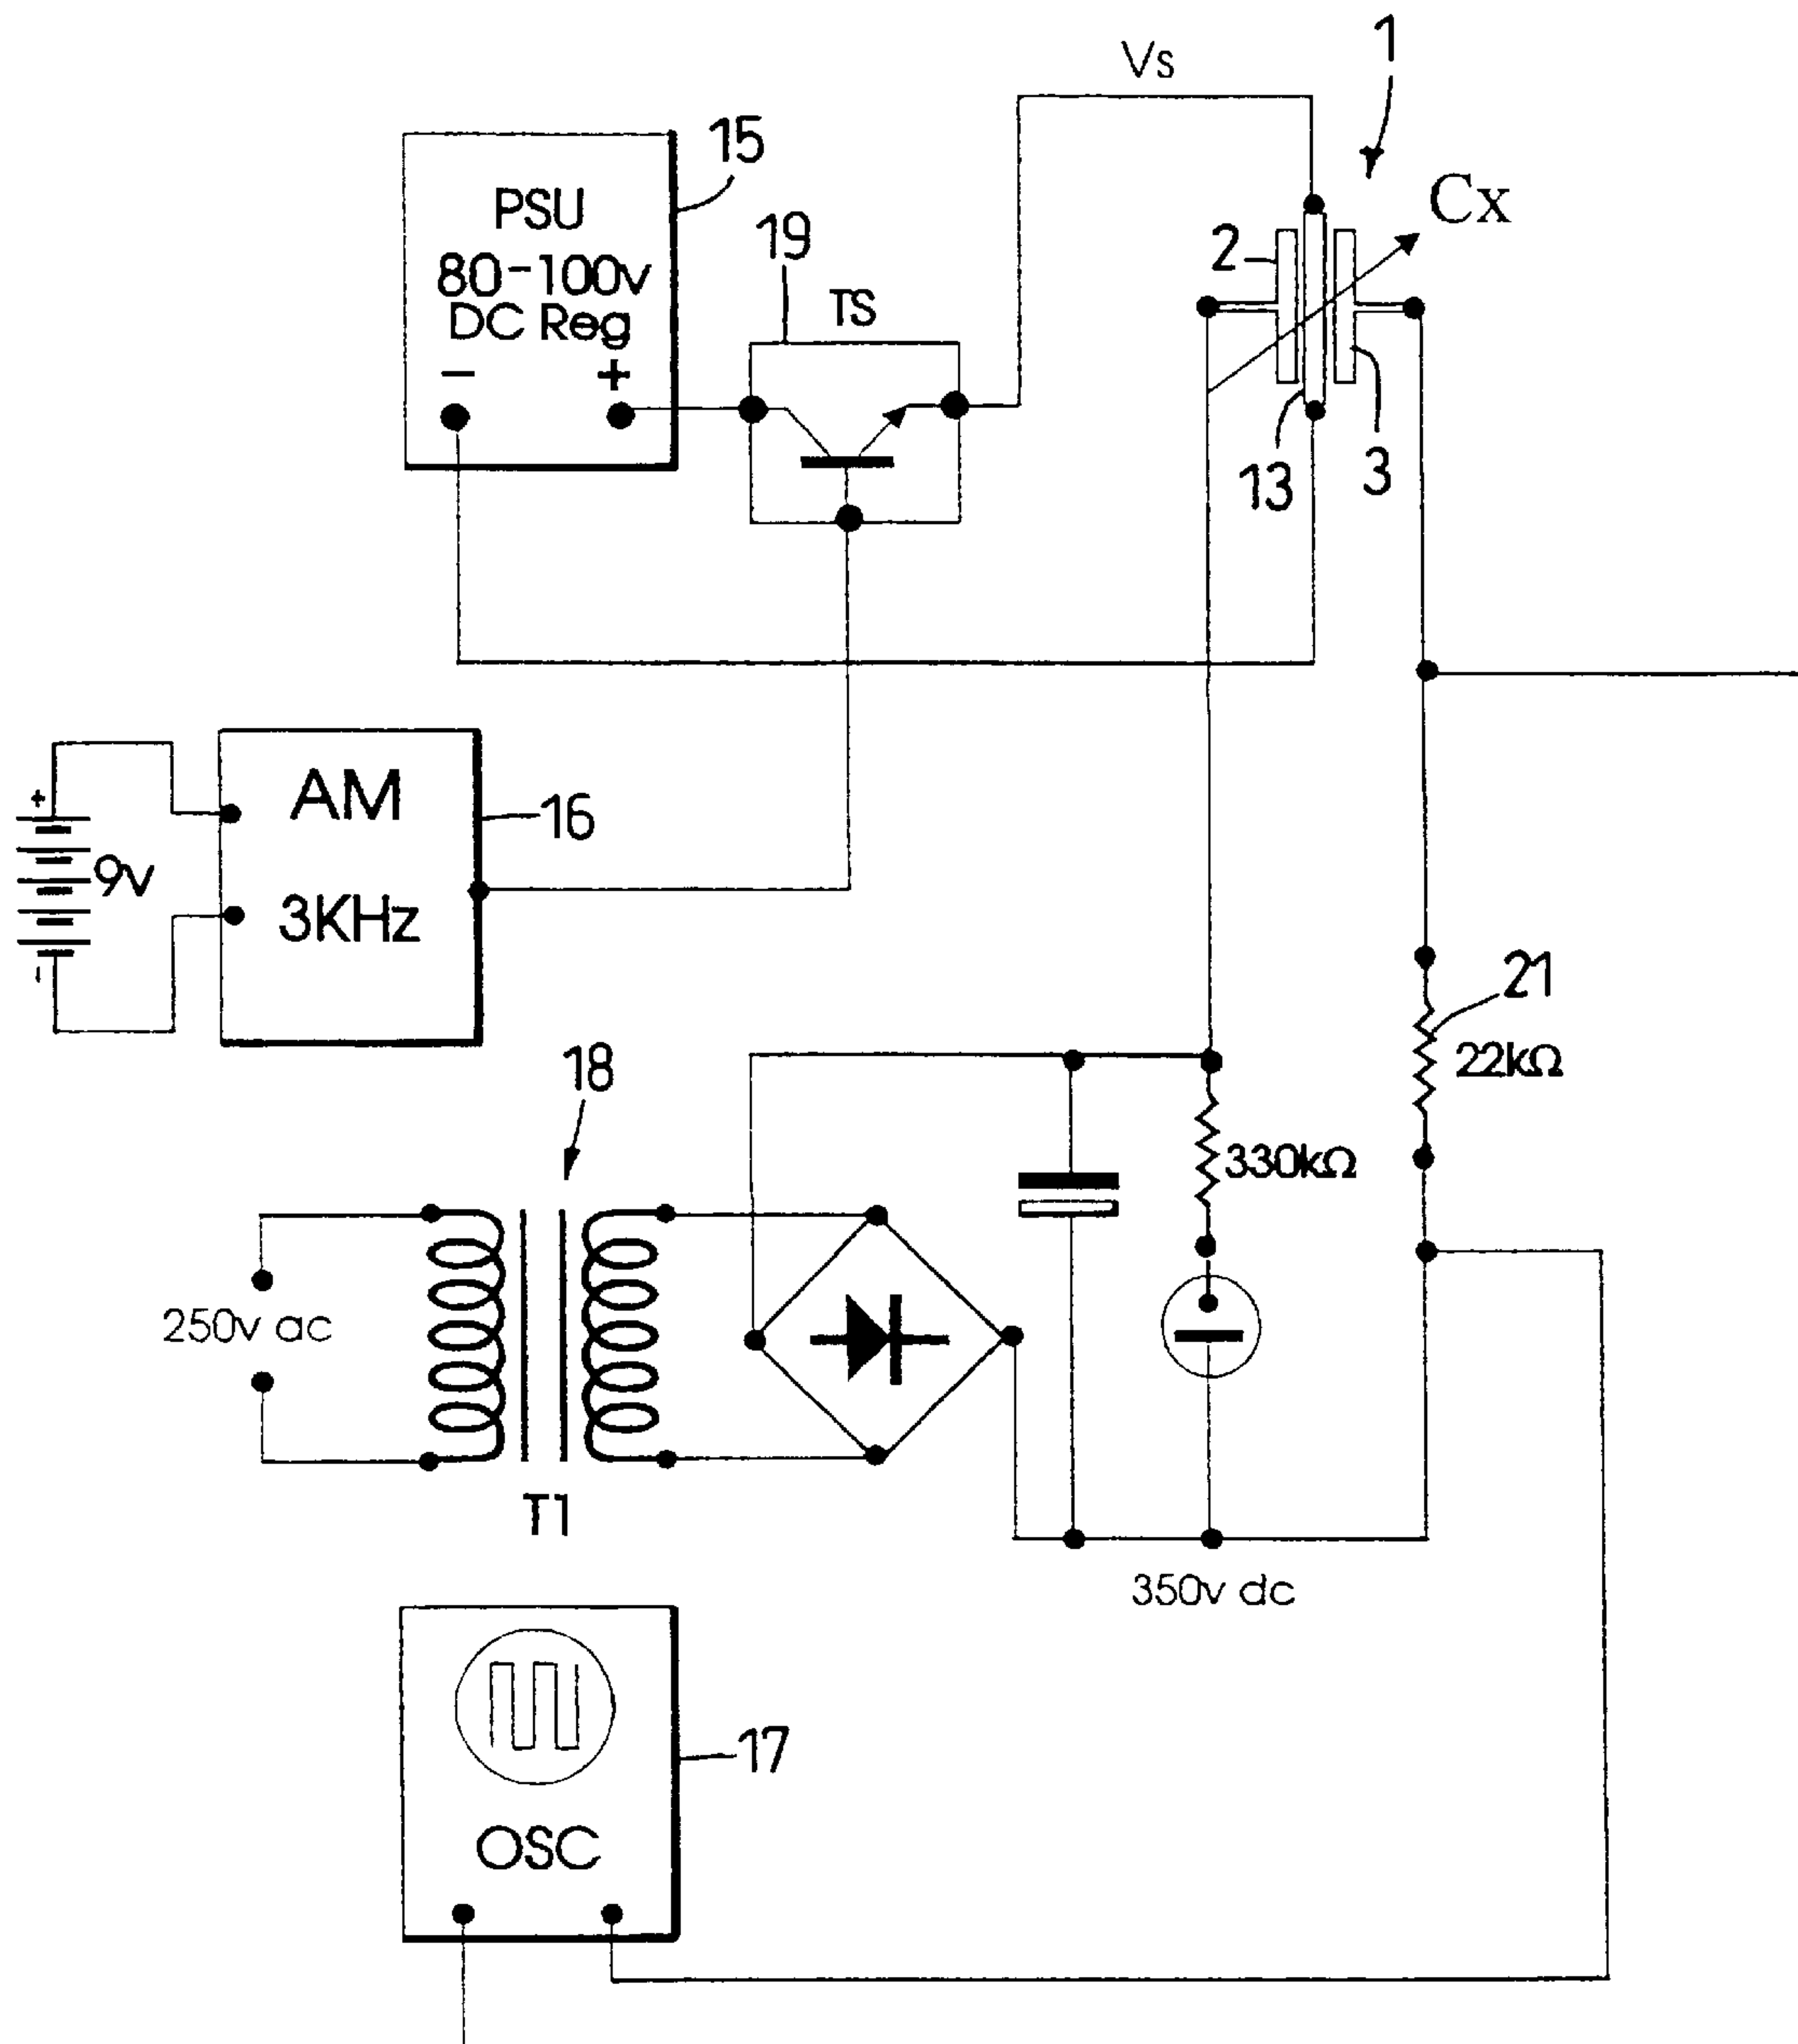 1
Vs
15
PSU
80-100v
DC Reg
- +
19
TS
Cx
2
13
3
AM
3KHz
16
+
9v
-
21
22kΩ
18
330kΩ
250v ac
T1
350v dc
17
OSC